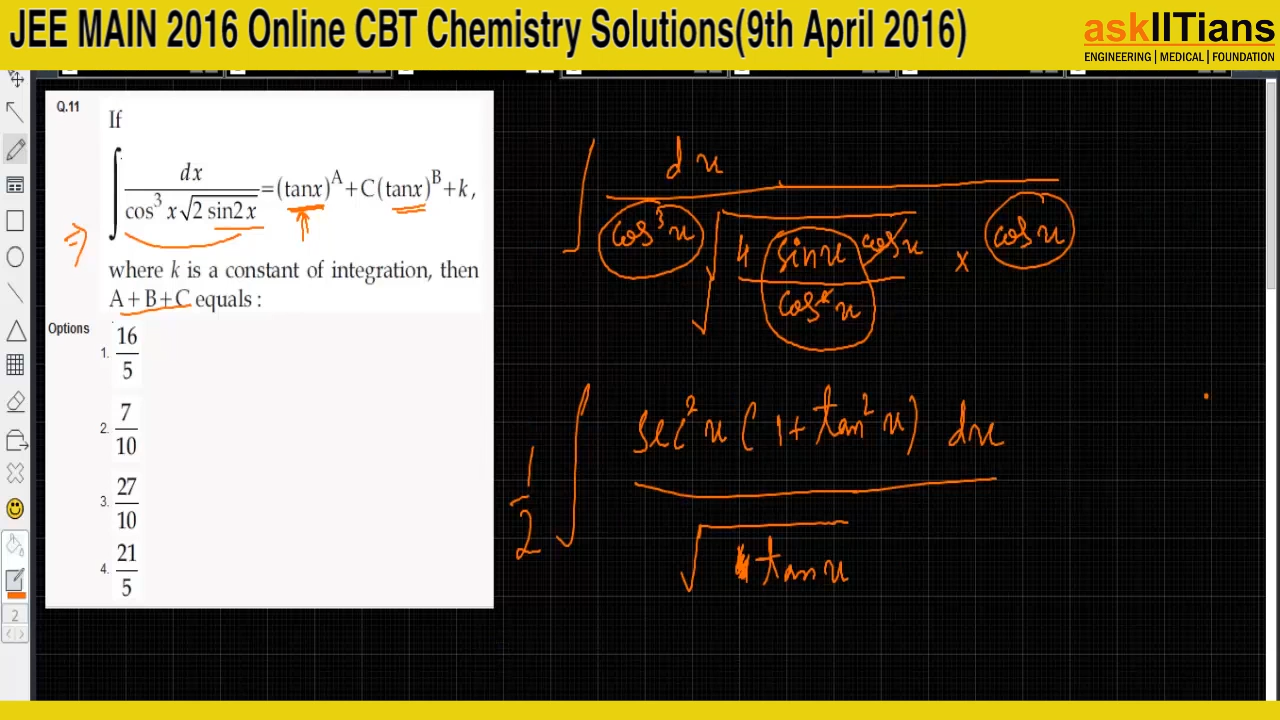 JEE MAIN 2016 Online CBT Chemistry Solutions(9th April 2016)
askIITians
ENGINEERING | MEDICAL | FOUNDATION
Q.11
If
∫ dx / (cos³ x √(2 sin2x)) = (tanx)^A + C(tanx)^B + k,
where k is a constant of integration, then
A + B + C equals :
Options
1. 16/5
2. 7/10
3. 27/10
4. 21/5
⇒
∫ dx / (cos³x √(4 sinx cosx / cos²x) × cosx)
1/2 ∫ sec²x (1 + tan²x) dx / √(tanx)
2